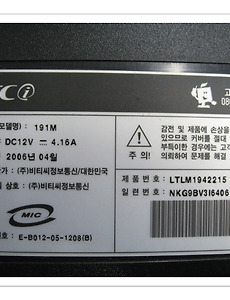 Ci
고
080
모델명) : 191M
DC12V 4.16A
2006년 04월
(주)비티씨정보통신/대한민국
상호 : (주)비티씨정보통신
MIC
E-B012-05-1208(B)
주 의!
감전 및 제품에 손상을
있으므로 커버를 절대
부득이한 경우에는 고
의뢰하여 문제를 해결
제품번호 : LTLM1942215
일련번호 : NKG9BV3I6406